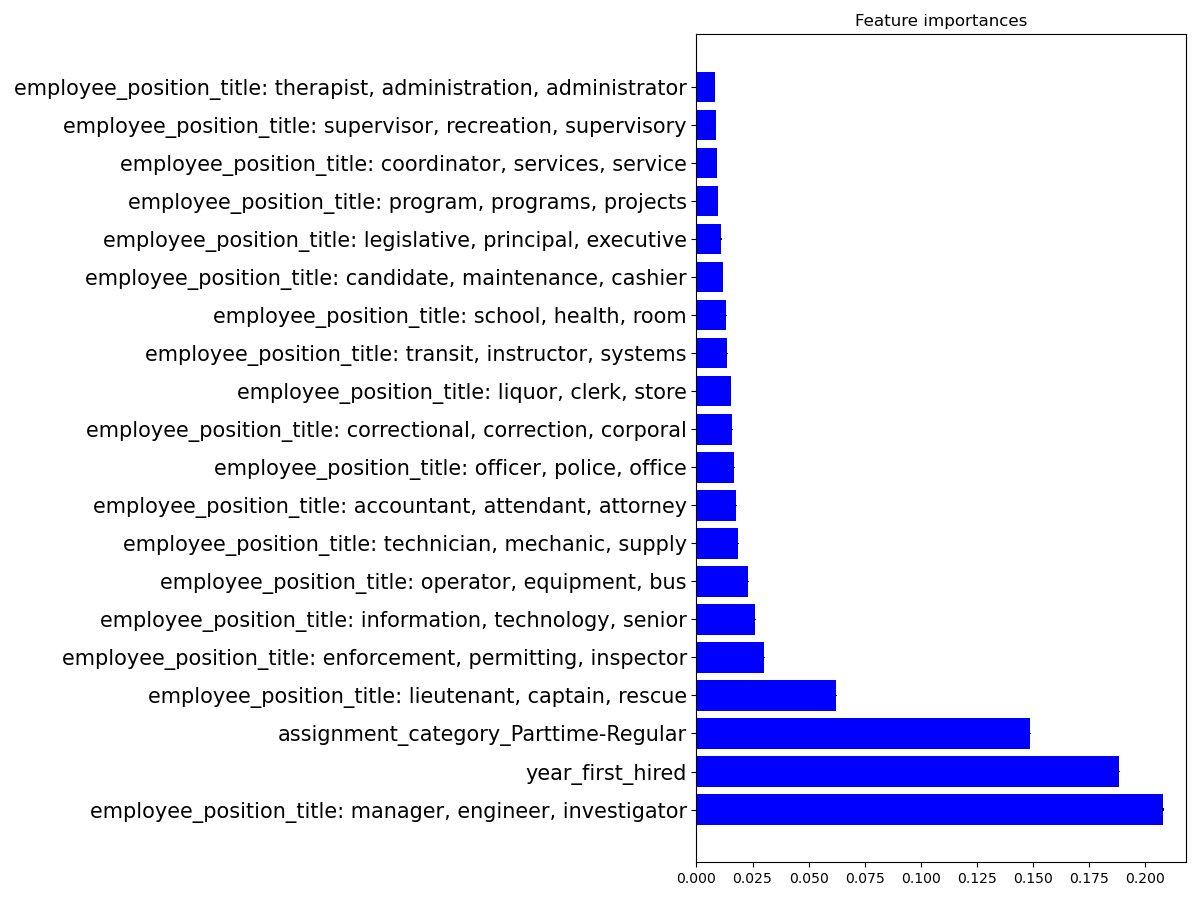 Feature importances
employee_position_title: therapist, administration, administrator
employee_position_title: supervisor, recreation, supervisory
employee_position_title: coordinator, services, service
employee_position_title: program, programs, projects
employee_position_title: legislative, principal, executive
employee_position_title: candidate, maintenance, cashier
employee_position_title: school, health, room
employee_position_title: transit, instructor, systems
employee_position_title: liquor, clerk, store
employee_position_title: correctional, correction, corporal
employee_position_title: officer, police, office
employee_position_title: accountant, attendant, attorney
employee_position_title: technician, mechanic, supply
employee_position_title: operator, equipment, bus
employee_position_title: information, technology, senior
employee_position_title: enforcement, permitting, inspector
employee_position_title: lieutenant, captain, rescue
assignment_category_Parttime-Regular
year_first_hired
employee_position_title: manager, engineer, investigator
0.000 0.025 0.050 0.075 0.100 0.125 0.150 0.175 0.200